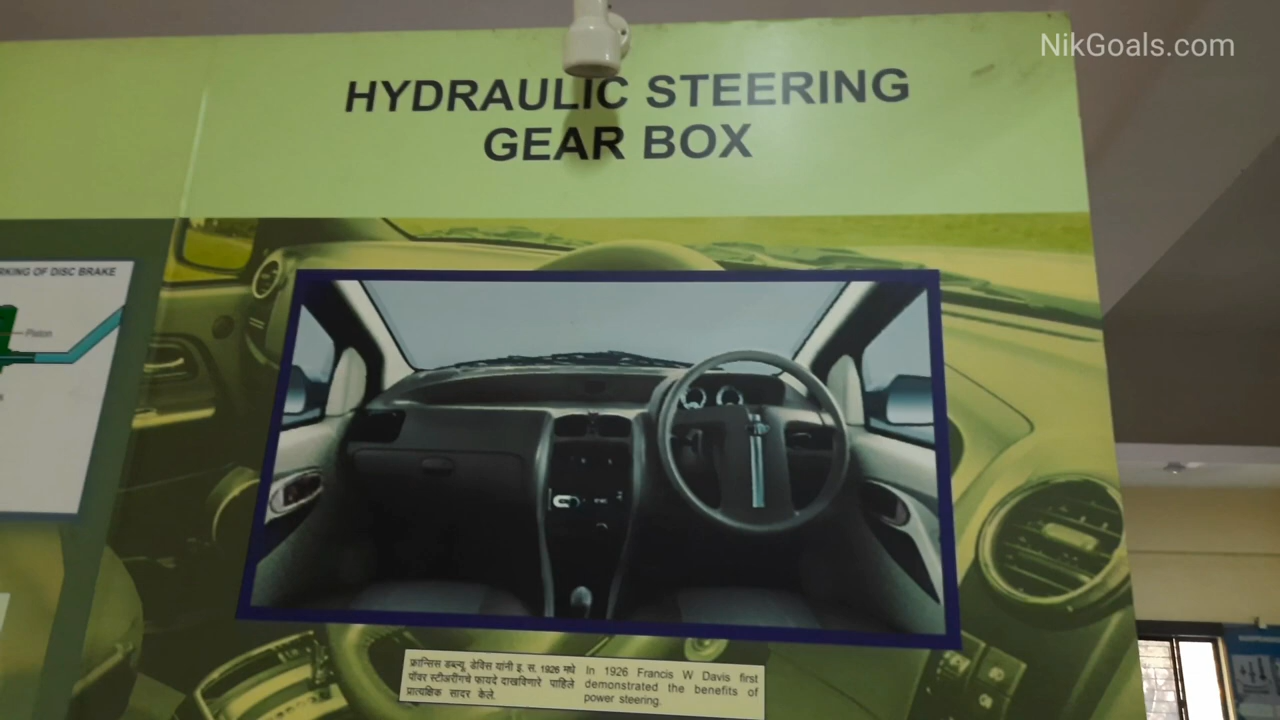 NikGoals.com
HYDRAULIC STEERING
GEAR BOX
RKING OF DISC BRAKE
Piston
फ्रान्सिस डब्ल्यू. डेविस यांनी इ. स. 1926 मधे
पॉवर स्टीअरींगचे फायदे दाखविणारे पाहिले
प्रात्यक्षिक सादर केले.
In 1926 Francis W Davis first
demonstrated the benefits of
power steering.